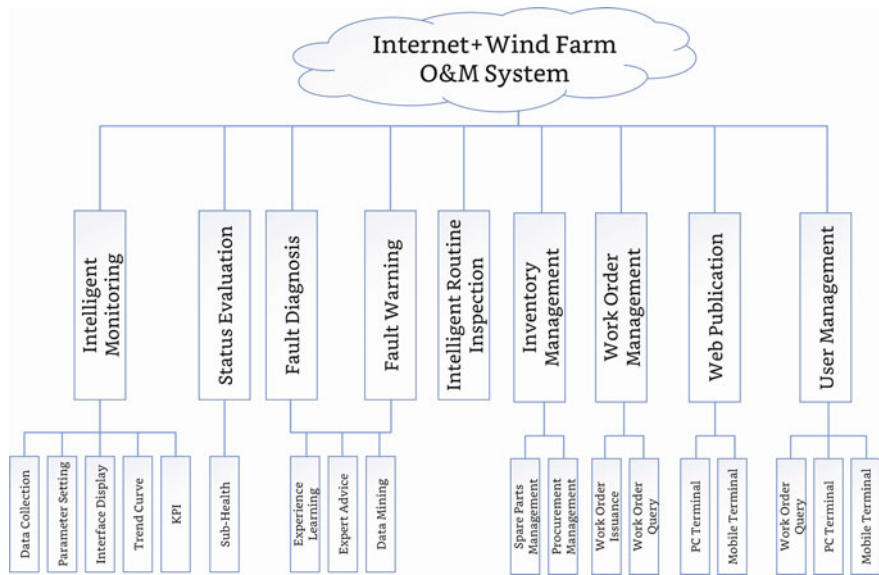 Internet+Wind Farm
O&M System
Intelligent
Monitoring
Status Evaluation
Fault Diagnosis
Fault Warning
Intelligent Routine
Inspection
Inventory
Management
Work Order
Management
Web Publication
User Management
Data Collection
Parameter Setting
Interface Display
Trend Curve
KPI
Sub-Health
Experience
Learning
Expert Advice
Data Mining
Spare Parts
Management
Procurement
Management
Work Order
Issuance
Work Order
Query
PC Terminal
Mobile Terminal
Work Order
Query
PC Terminal
Mobile Terminal